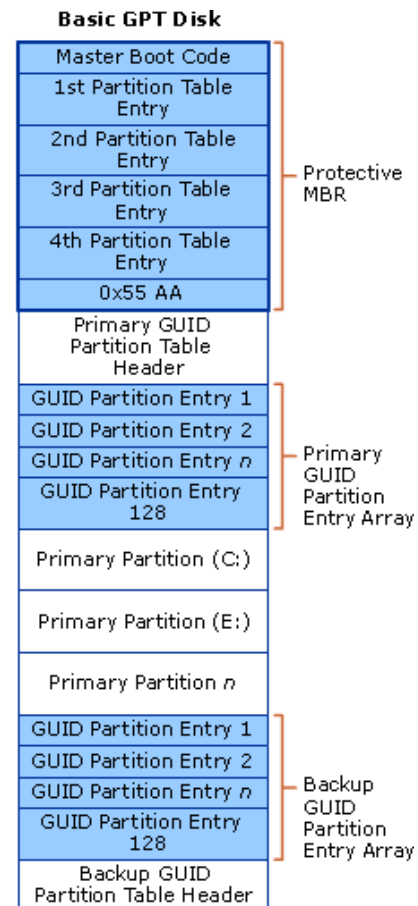 Basic GPT Disk
Master Boot Code
1st Partition Table
Entry
2nd Partition Table
Entry
3rd Partition Table
Entry
4th Partition Table
Entry
0x55 AA
Protective
MBR
Primary GUID
Partition Table
Header
GUID Partition Entry 1
GUID Partition Entry 2
GUID Partition Entry n
GUID Partition Entry
128
Primary
GUID
Partition
Entry Array
Primary Partition (C:)
Primary Partition (E:)
Primary Partition n
GUID Partition Entry 1
GUID Partition Entry 2
GUID Partition Entry n
GUID Partition Entry
128
Backup
GUID
Partition
Entry Array
Backup GUID
Partition Table Header